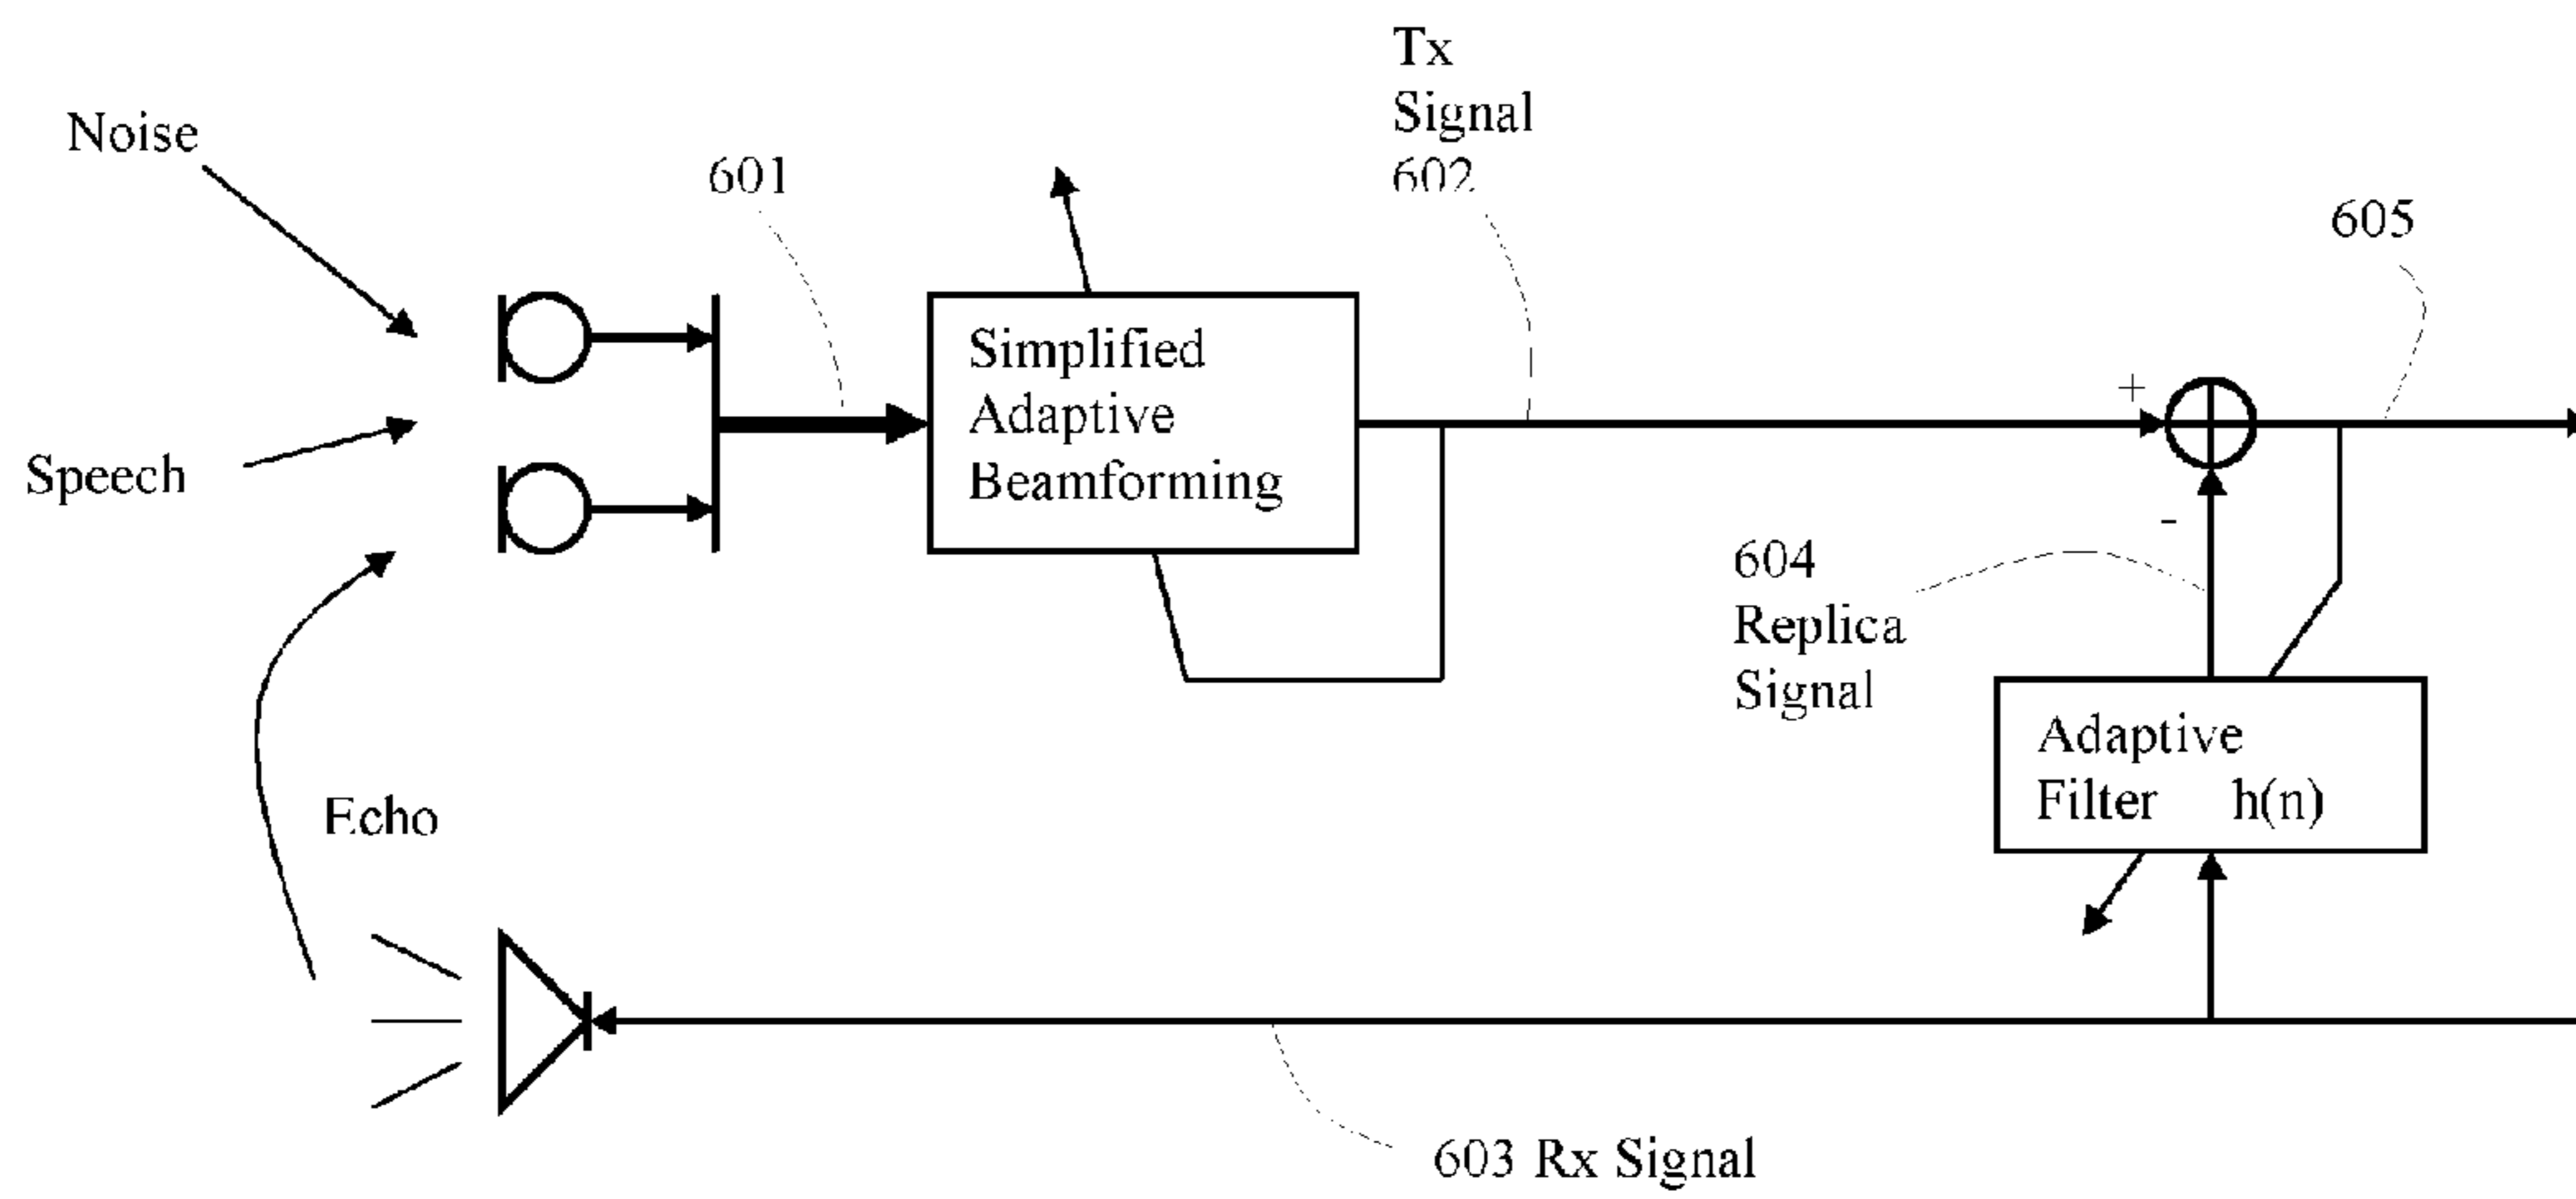 Tx
Signal
602
Noise
601
605
Simplified
Adaptive
Beamforming
+
Speech
-
604
Replica
Signal
Adaptive
Filter h(n)
Echo
603 Rx Signal